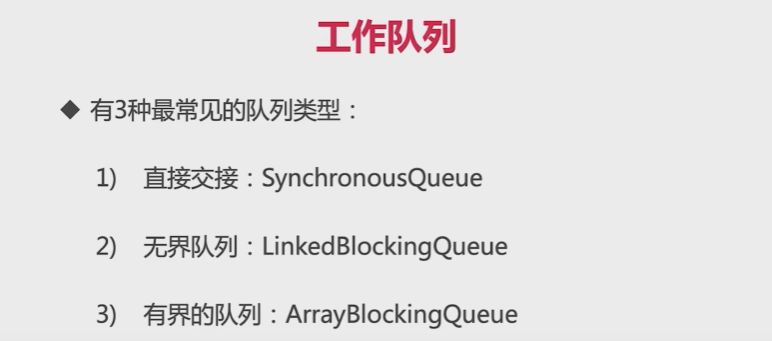 工作队列
◆ 有3种最常见的队列类型：
1) 直接交接：SynchronousQueue
2) 无界队列：LinkedBlockingQueue
3) 有界的队列：ArrayBlockingQueue